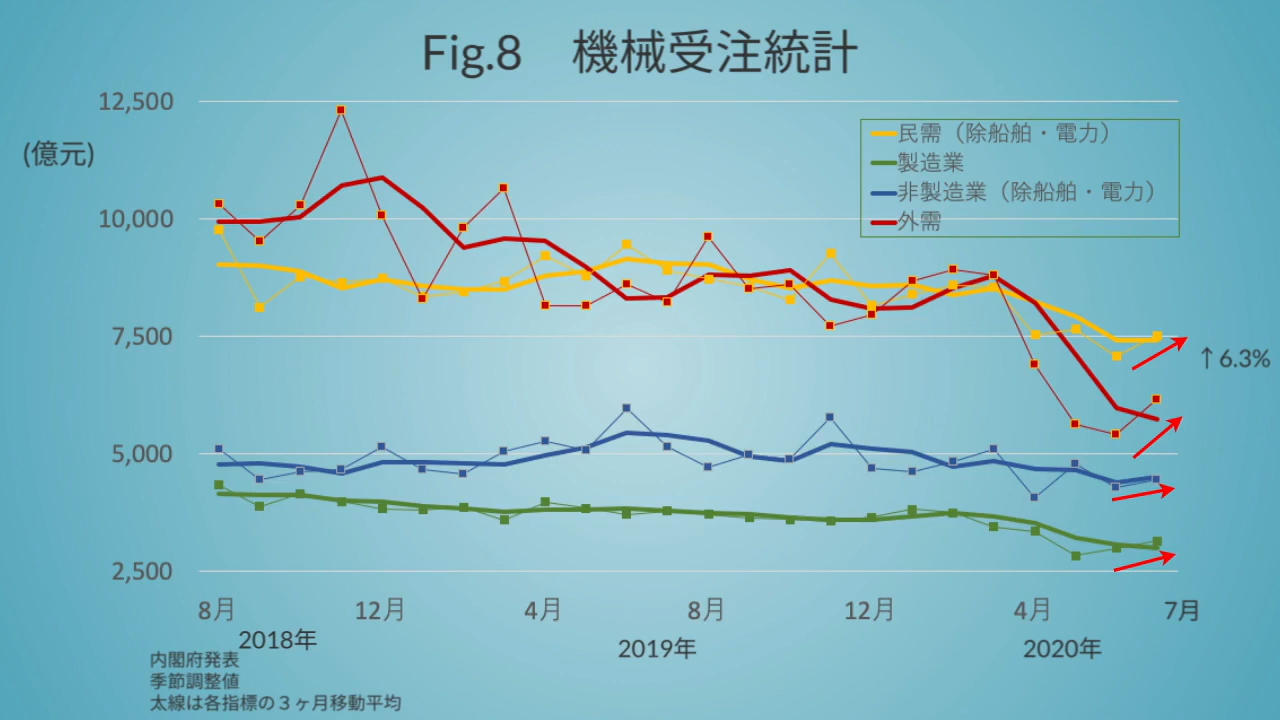 Fig.8　機械受注統計
12,500
(億元)
10,000
7,500
5,000
2,500
民需（除船舶・電力）
製造業
非製造業（除船舶・電力）
外需
↑6.3%
8月 12月 4月 8月 12月 4月 7月
2018年 2019年 2020年
内閣府発表
季節調整値
太線は各指標の３ヶ月移動平均